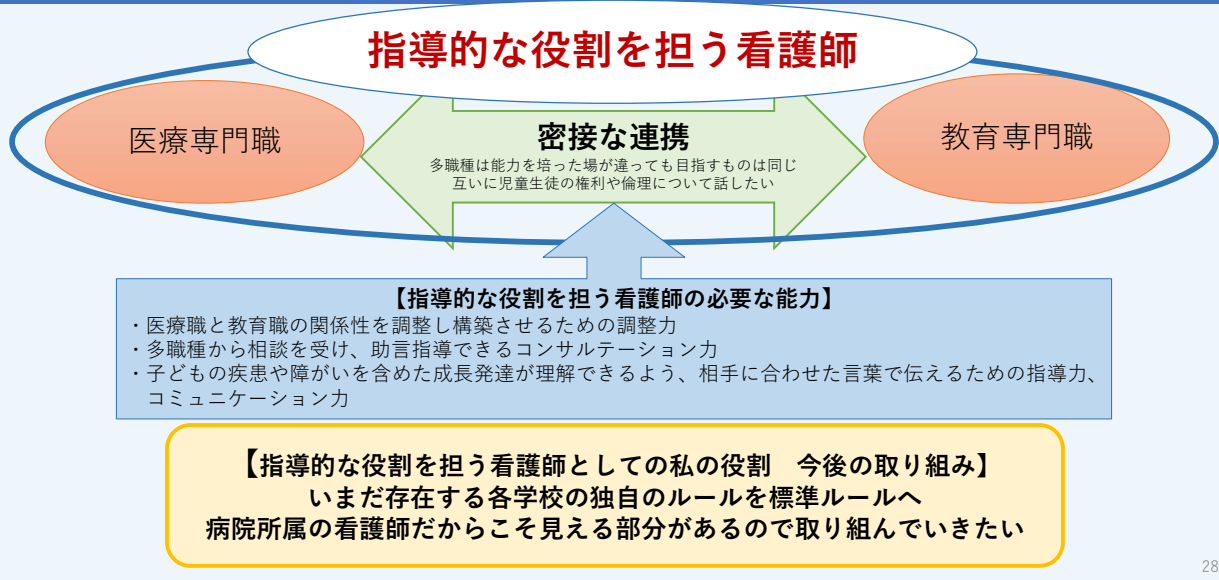 指導的な役割を担う看護師
医療専門職
密接な連携
多職種は能力を培った場が違っても目指すものは同じ
互いに児童生徒の権利や倫理について話したい
教育専門職
【指導的な役割を担う看護師の必要な能力】
・医療職と教育職の関係性を調整し構築させるための調整力
・多職種から相談を受け、助言指導できるコンサルテーション力
・子どもの疾患や障がいを含めた成長発達が理解できるよう、相手に合わせた言葉で伝えるための指導力、
コミュニケーション力
【指導的な役割を担う看護師としての私の役割　今後の取り組み】
いまだ存在する各学校の独自のルールを標準ルールへ
病院所属の看護師だからこそ見える部分があるので取り組んでいきたい
28